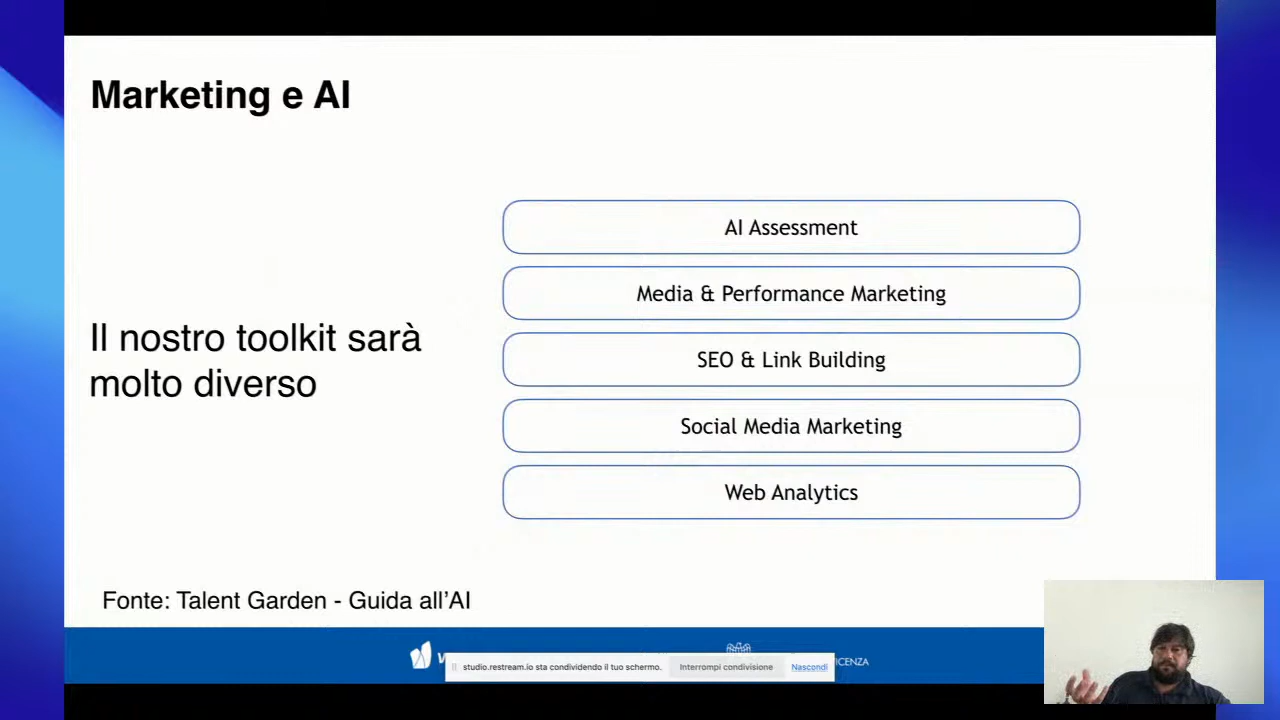 Marketing e AI
AI Assessment
Media & Performance Marketing
SEO & Link Building
Il nostro toolkit sarà
molto diverso
Social Media Marketing
Web Analytics
Fonte: Talent Garden - Guida all'AI
studio.restream.io sta condividendo il tuo schermo.
Interrompi condivisione
Nascondi